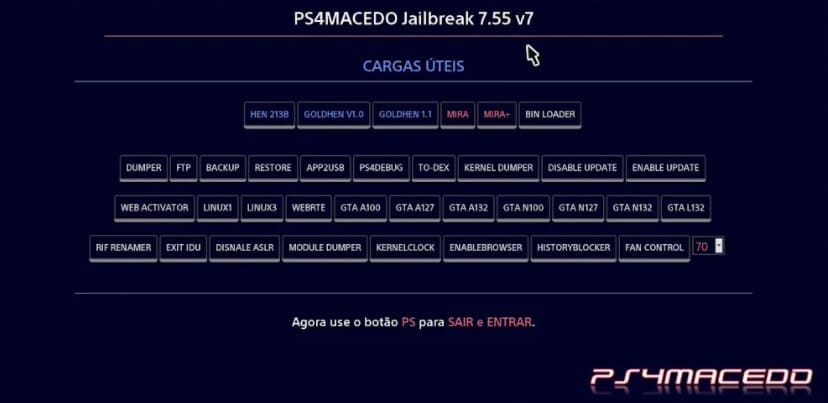 PS4MACEDO Jailbreak 7.55 v7
CARGAS ÚTEIS
HEN 213B GOLDHEN V1.0 GOLDHEN 1.1 MIRA MIRA+ BIN LOADER
DUMPER FTP BACKUP RESTORE APP2USB PS4DEBUG TO-DEX KERNEL DUMPER DISABLE UPDATE ENABLE UPDATE
WEB ACTIVATOR LINUX1 LINUX3 WEBRTE GTA A100 GTA A127 GTA A132 GTA N100 GTA N127 GTA N132 GTA L132
RIF RENAMER EXIT IDU DISNALE ASLR MODULE DUMPER KERNELCLOCK ENABLEBROWSER HISTORYBLOCKER FAN CONTROL 70
Agora use o botão PS para SAIR e ENTRAR.
PS4MACEDO